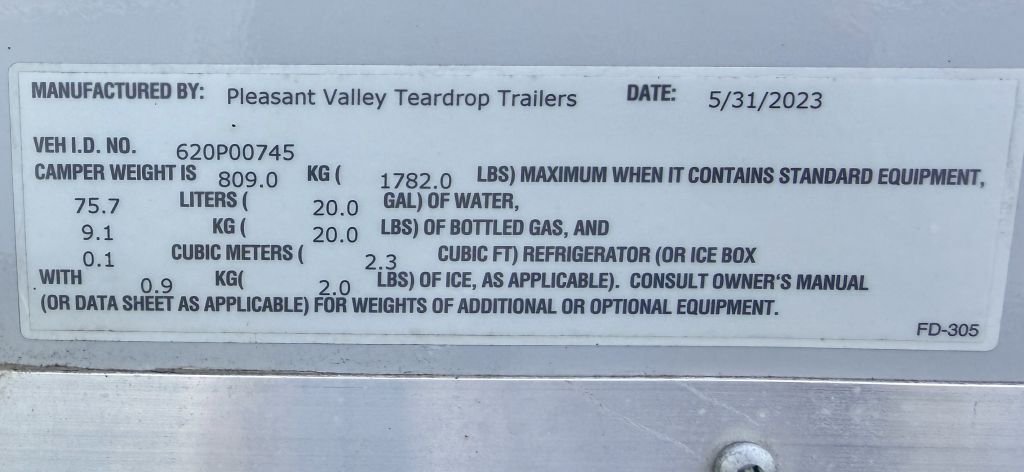 MANUFACTURED BY: Pleasant Valley Teardrop Trailers DATE: 5/31/2023
VEH I.D. NO. 620P00745
CAMPER WEIGHT IS 809.0 KG ( 1782.0 LBS) MAXIMUM WHEN IT CONTAINS STANDARD EQUIPMENT,
75.7 LITERS ( 20.0 GAL) OF WATER,
9.1 KG ( 20.0 LBS) OF BOTTLED GAS, AND
0.1 CUBIC METERS ( 2.3 CUBIC FT) REFRIGERATOR (OR ICE BOX
WITH 0.9 KG( 2.0 LBS) OF ICE, AS APPLICABLE). CONSULT OWNER'S MANUAL
(OR DATA SHEET AS APPLICABLE) FOR WEIGHTS OF ADDITIONAL OR OPTIONAL EQUIPMENT.
FD-305